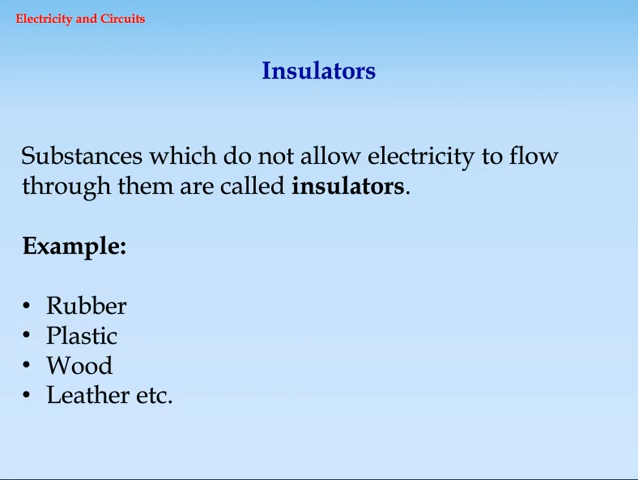 Electricity and Circuits
Insulators
Substances which do not allow electricity to flow
through them are called insulators.
Example:
• Rubber
• Plastic
• Wood
• Leather etc.